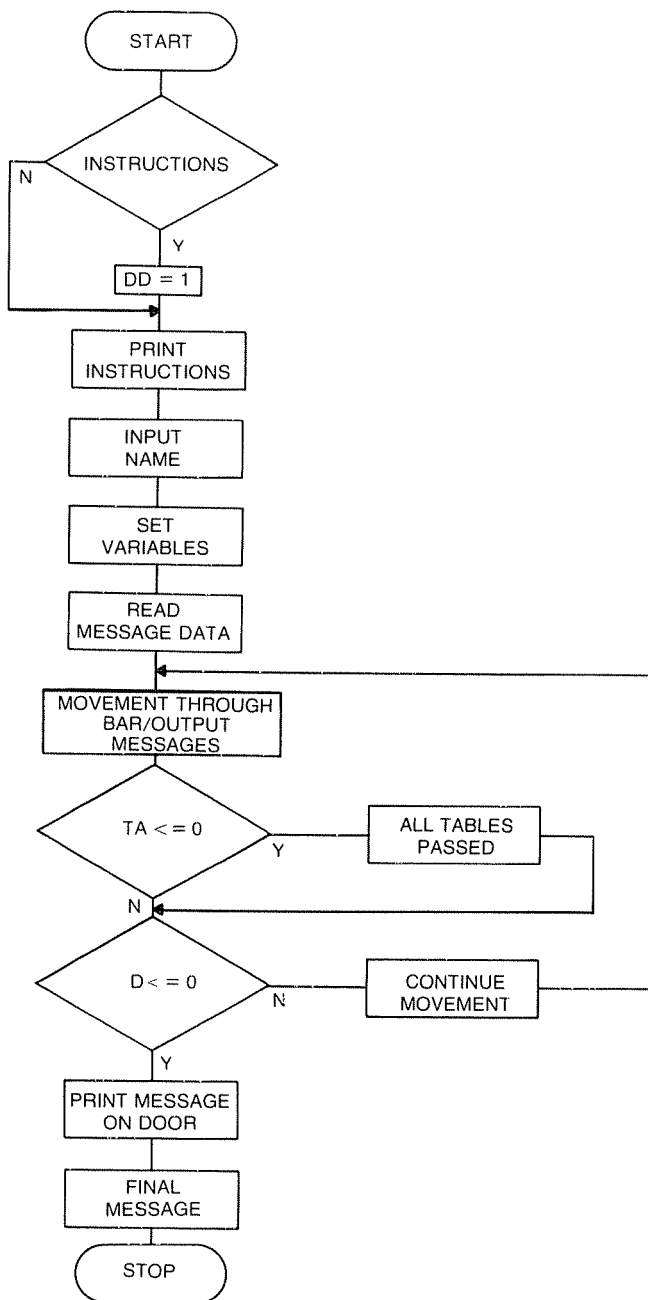 START
INSTRUCTIONS
N
Y
DD = 1
PRINT
INSTRUCTIONS
INPUT
NAME
SET
VARIABLES
READ
MESSAGE DATA
MOVEMENT THROUGH
BAR/OUTPUT
MESSAGES
TA <= 0
Y
ALL TABLES
PASSED
N
D <= 0
N
CONTINUE
MOVEMENT
Y
PRINT MESSAGE
ON DOOR
FINAL
MESSAGE
STOP